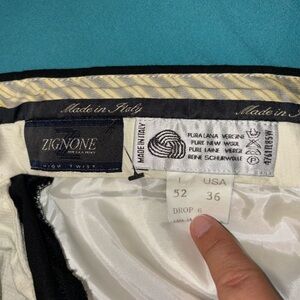 Made in Italy
Made in Italy
ZIGNONE
HIGH TWIST
MADE IN ITALY
PURA LANA VERGINE
PURE NEW WOOL
PURE LAINE VIERGE
REINE SCHURWOLLE
I USA
52 36
DROP 6